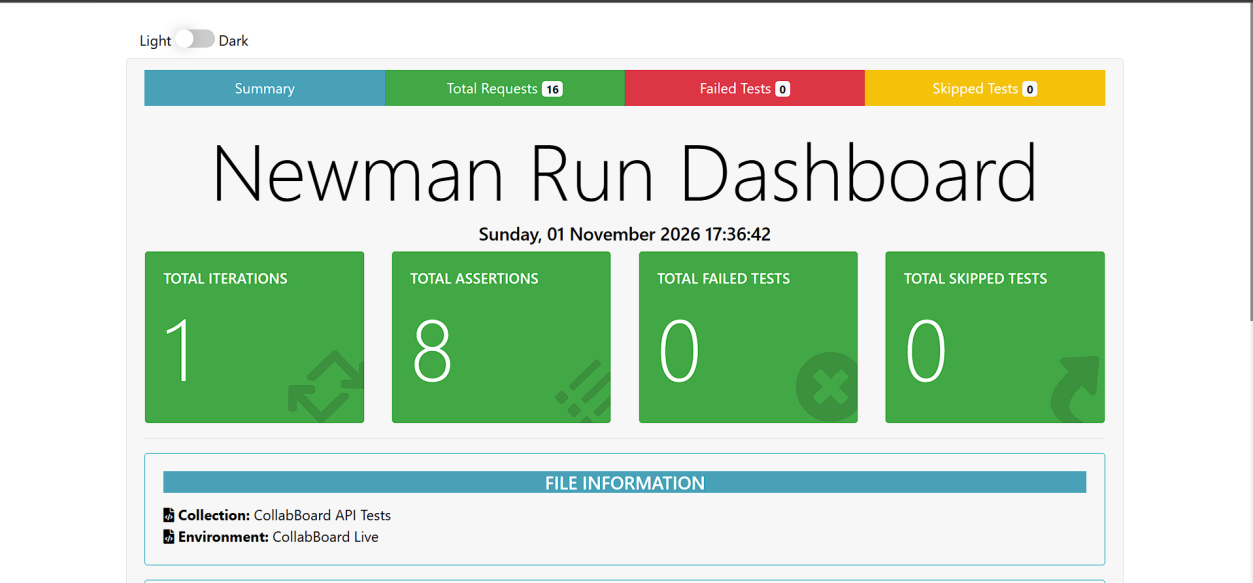 Light Dark
Summary Total Requests 16 Failed Tests 0 Skipped Tests 0
Newman Run Dashboard
Sunday, 01 November 2026 17:36:42
TOTAL ITERATIONS TOTAL ASSERTIONS TOTAL FAILED TESTS TOTAL SKIPPED TESTS
1 8 0 0
FILE INFORMATION
Collection: CollabBoard API Tests
Environment: CollabBoard Live